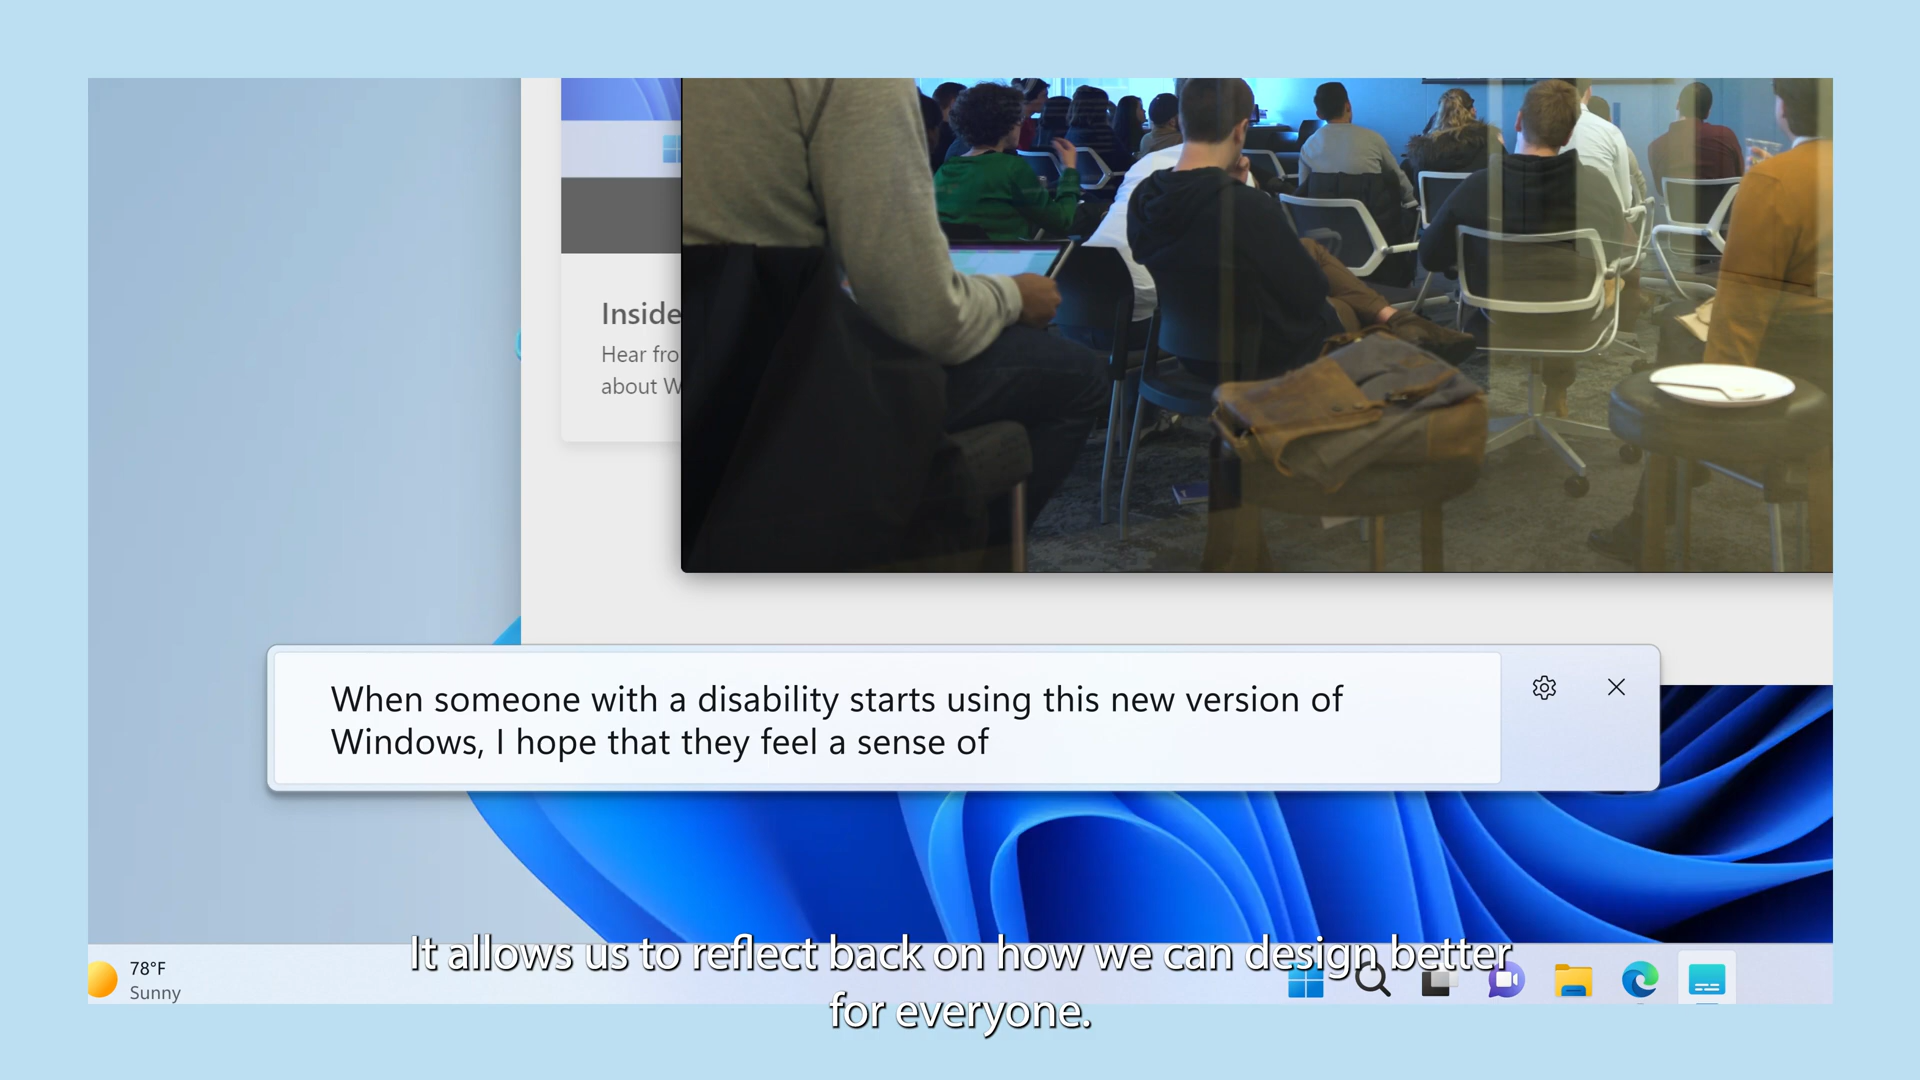 Inside
Hear fro
about W
When someone with a disability starts using this new version of
Windows, I hope that they feel a sense of
78°F
Sunny
It allows us to reflect back on how we can design better
for everyone.